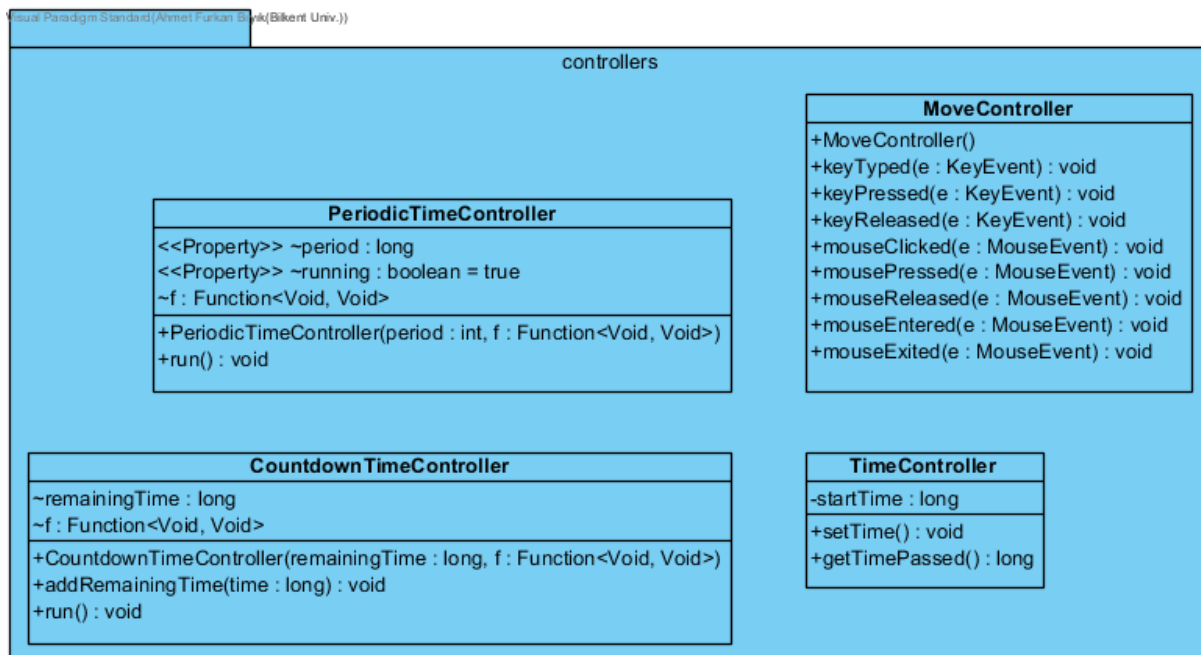 Visual Paradigm Standard(Ahmet Furkan Bıyık(Bilkent Univ.))
controllers
MoveController
+MoveController()
+keyTyped(e : KeyEvent) : void
+keyPressed(e : KeyEvent) : void
+keyReleased(e : KeyEvent) : void
+mouseClicked(e : MouseEvent) : void
+mousePressed(e : MouseEvent) : void
+mouseReleased(e : MouseEvent) : void
+mouseEntered(e : MouseEvent) : void
+mouseExited(e : MouseEvent) : void
PeriodicTimeController
<<Property>> ~period : long
<<Property>> ~running : boolean = true
~f : Function<Void, Void>
+PeriodicTimeController(period : int, f : Function<Void, Void>)
+run() : void
CountdownTimeController
~remainingTime : long
~f : Function<Void, Void>
+CountdownTimeController(remainingTime : long, f : Function<Void, Void>)
+addRemainingTime(time : long) : void
+run() : void
TimeController
-startTime : long
+setTime() : void
+getTimePassed() : long